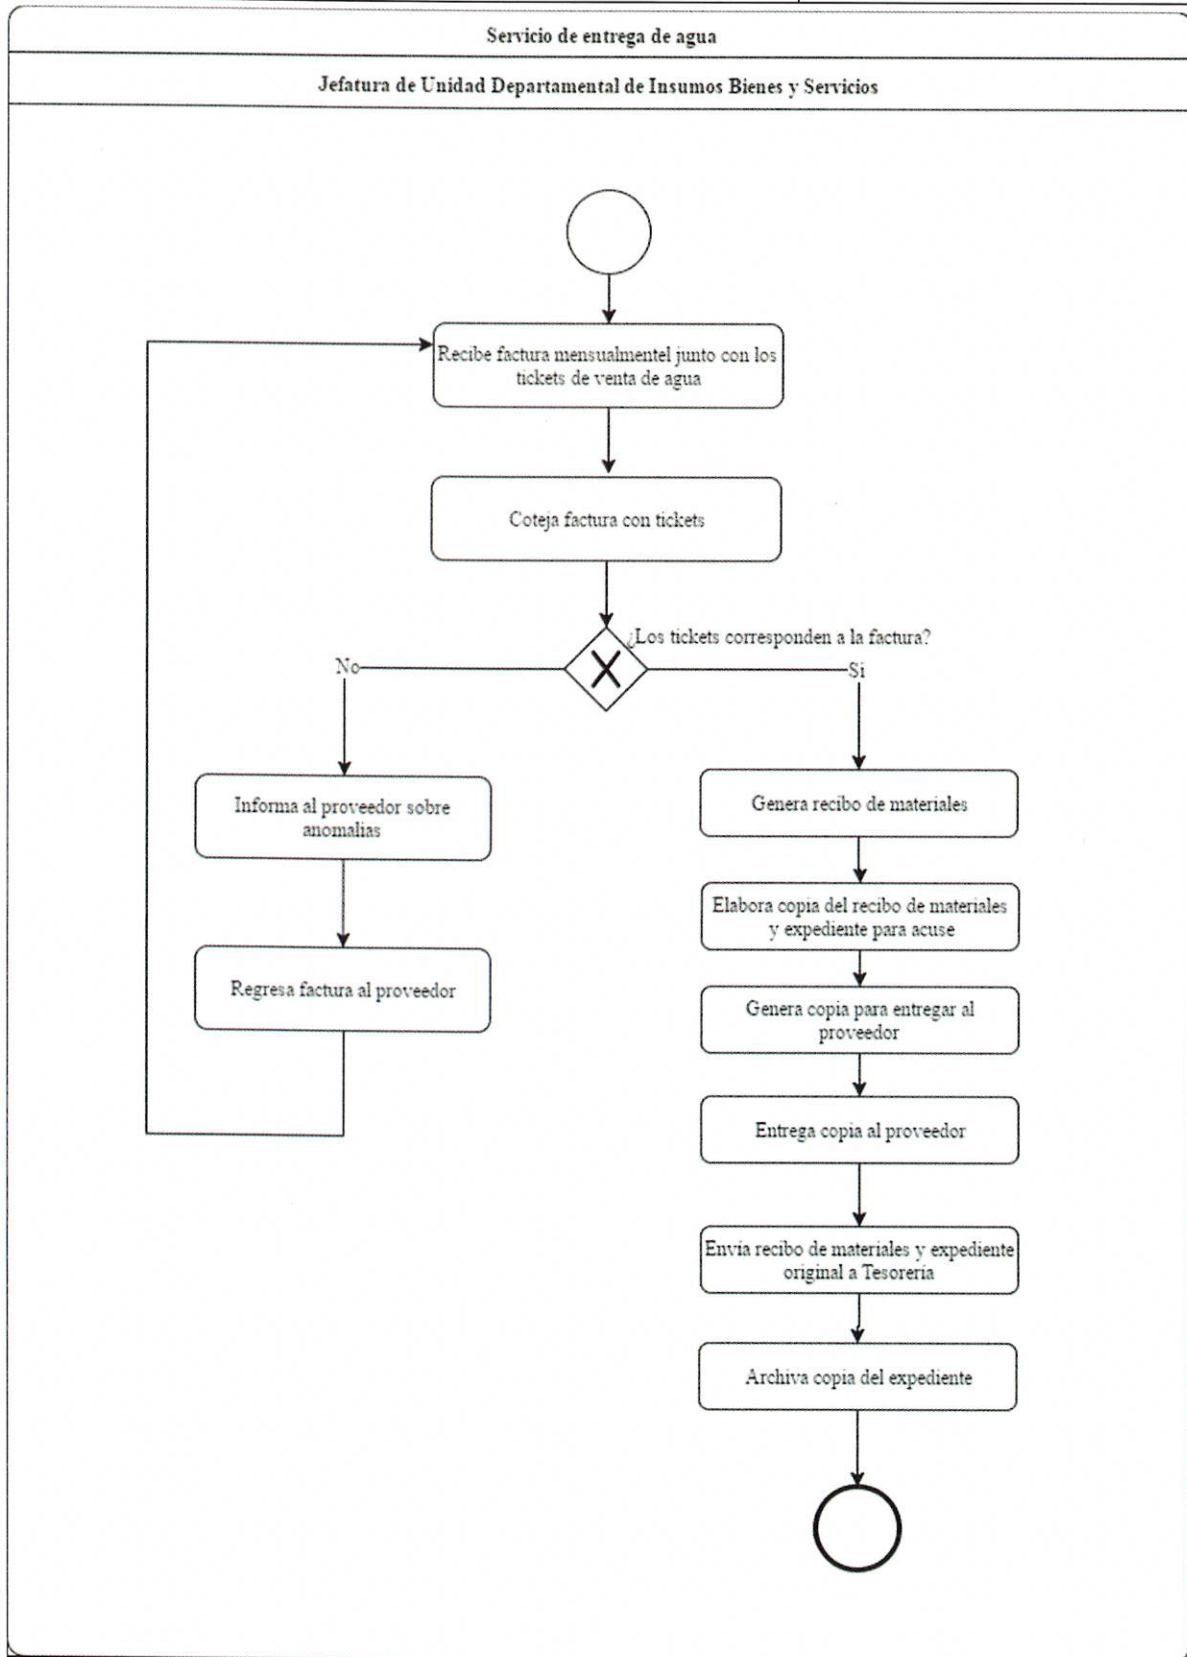 Servicio de entrega de agua
Jefatura de Unidad Departamental de Insumos Bienes y Servicios
Recibe factura mensualmentel junto con los
tickets de venta de agua
Coteja factura con tickets
¿Los tickets corresponden a la factura?
No
Si
Informa al proveedor sobre
anomalias
Regresa factura al proveedor
Genera recibo de materiales
Elabora copia del recibo de materiales
y expediente para acuse
Genera copia para entregar al
proveedor
Entrega copia al proveedor
Envía recibo de materiales y expediente
original a Tesorería
Archiva copia del expediente